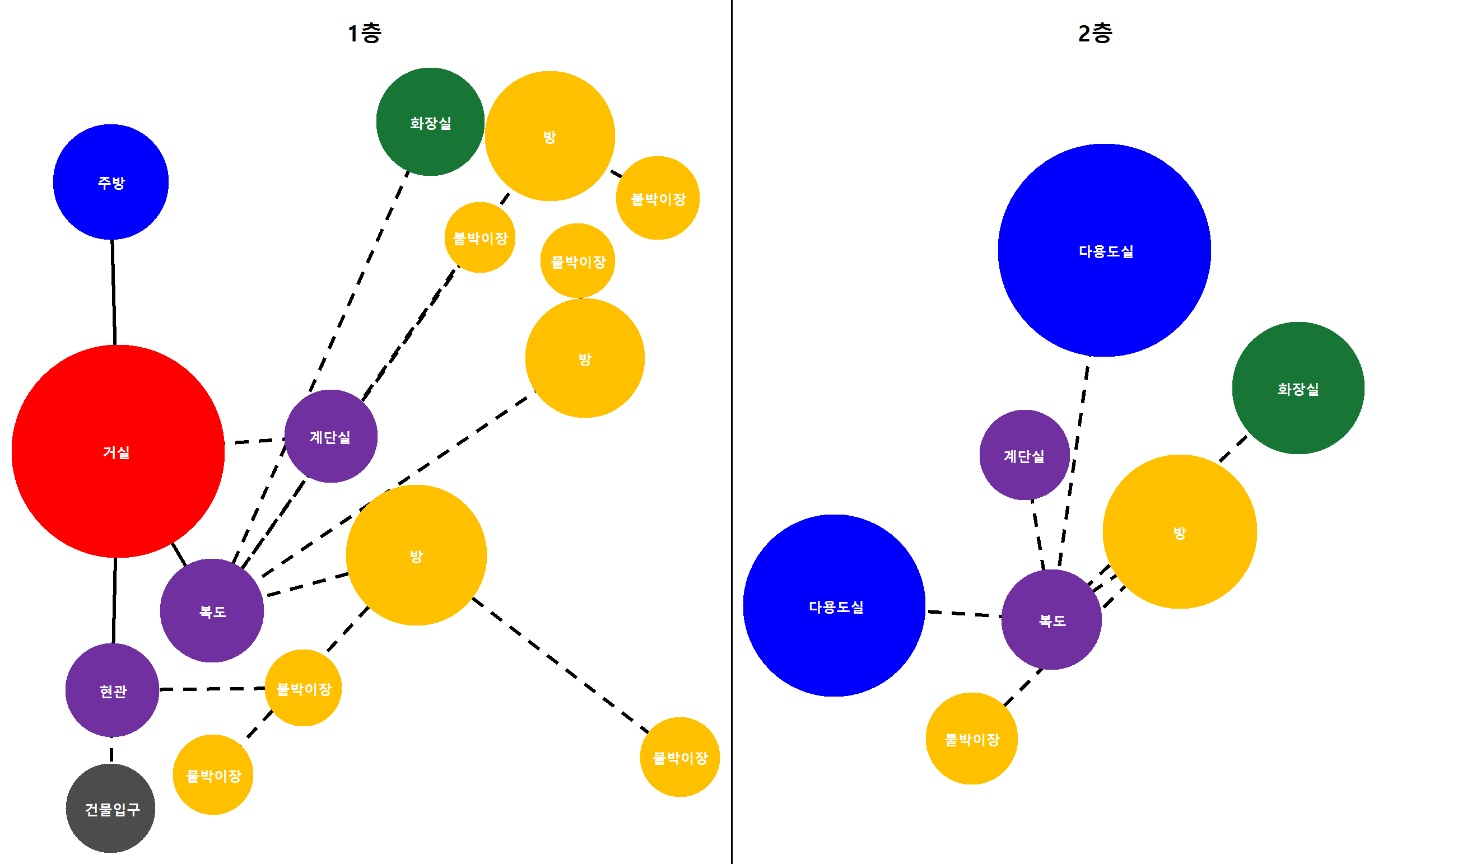 1층
화장실
방
주방
붙박이장
붙박이장
붙박이장
방
계단실
거실
방
복도
현관
붙박이장
붙박이장
붙박이장
건물입구
2층
다용도실
화장실
계단실
방
다용도실
복도
붙박이장